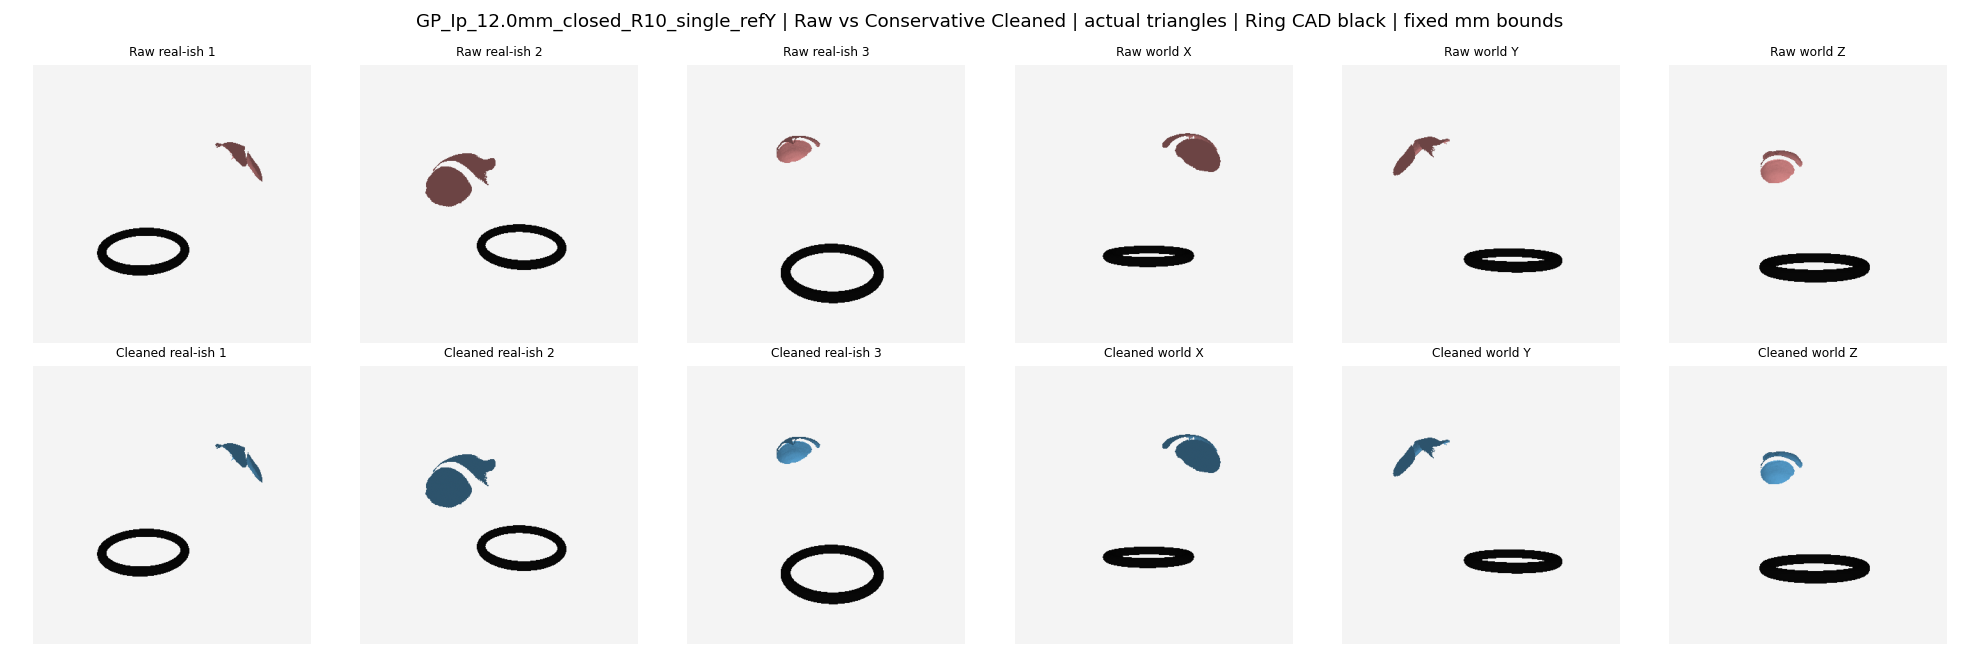 GP_Ip_12.0mm_closed_R10_single_refY | Raw vs Conservative Cleaned | actual triangles | Ring CAD black | fixed mm bounds
Raw real-ish 1
Raw real-ish 2
Raw real-ish 3
Raw world X
Raw world Y
Raw world Z
Cleaned real-ish 1
Cleaned real-ish 2
Cleaned real-ish 3
Cleaned world X
Cleaned world Y
Cleaned world Z